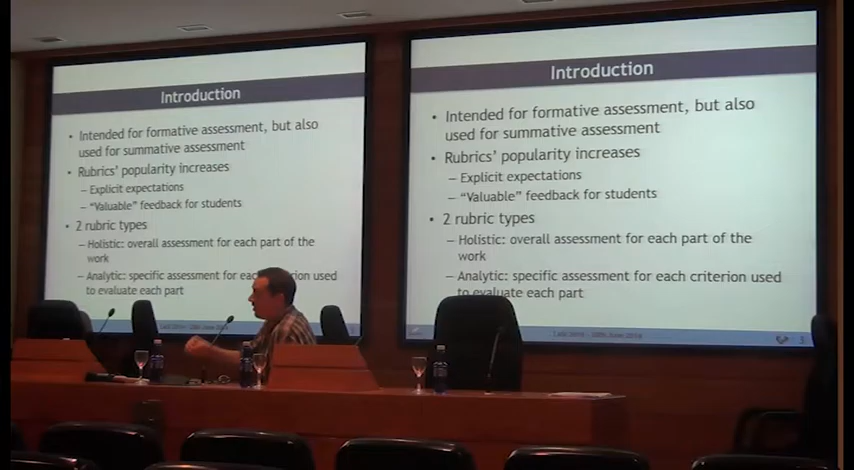 Introduction
• Intended for formative assessment, but also
used for summative assessment
• Rubrics' popularity increases
– Explicit expectations
– "Valuable" feedback for students
• 2 rubric types
– Holistic: overall assessment for each part of the
work
– Analytic: specific assessment for each criterion used
to evaluate each part
Introduction
• Intended for formative assessment, but also
used for summative assessment
• Rubrics' popularity increases
– Explicit expectations
– "Valuable" feedback for students
• 2 rubric types
– Holistic: overall assessment for each part of the
work
– Analytic: specific assessment for each criterion used
to evaluate each part
3